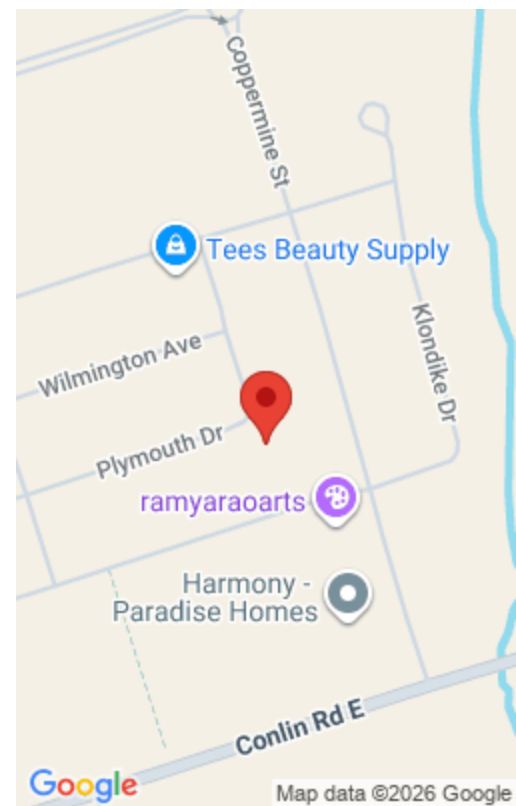 Coppermine St
Tees Beauty Supply
Klondike Dr
Wilmington Ave
Plymouth Dr
ramyaraoarts
Harmony -
Paradise Homes
Conlin Rd E
Google
Map data ©2026 Google